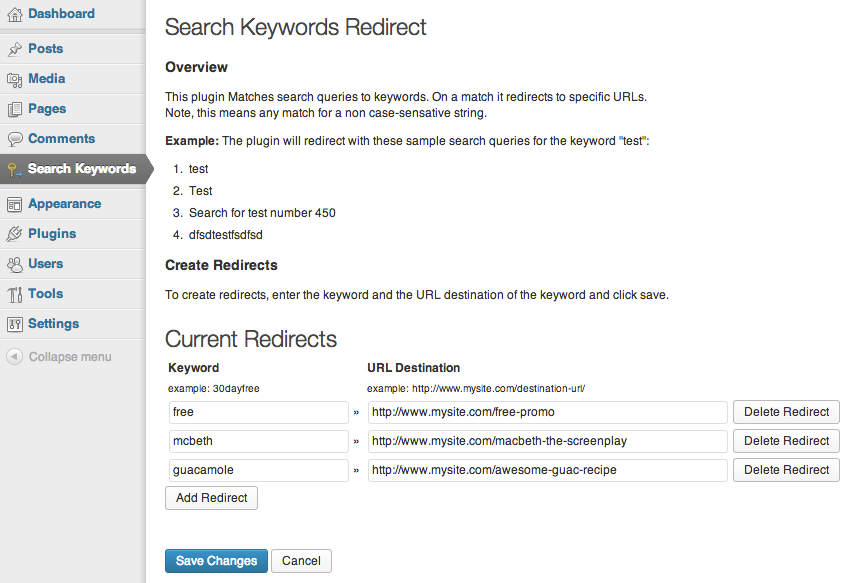 Dashboard
Posts
Media
Pages
Comments
Search Keywords
Appearance
Plugins
Users
Tools
Settings
Collapse menu
Search Keywords Redirect
Overview
This plugin Matches search queries to keywords. On a match it redirects to specific URLs.
Note, this means any match for a non case-sensative string.
Example: The plugin will redirect with these sample search queries for the keyword "test":
1. test
2. Test
3. Search for test number 450
4. dfsdtestfsdfsd
Create Redirects
To create redirects, enter the keyword and the URL destination of the keyword and click save.
Current Redirects
Keyword URL Destination
example: 30dayfree example: http://www.mysite.com/destination-url/
free » http://www.mysite.com/free-promo Delete Redirect
mcbeth » http://www.mysite.com/macbeth-the-screenplay Delete Redirect
guacamole » http://www.mysite.com/awesome-guac-recipe Delete Redirect
Add Redirect
Save Changes Cancel